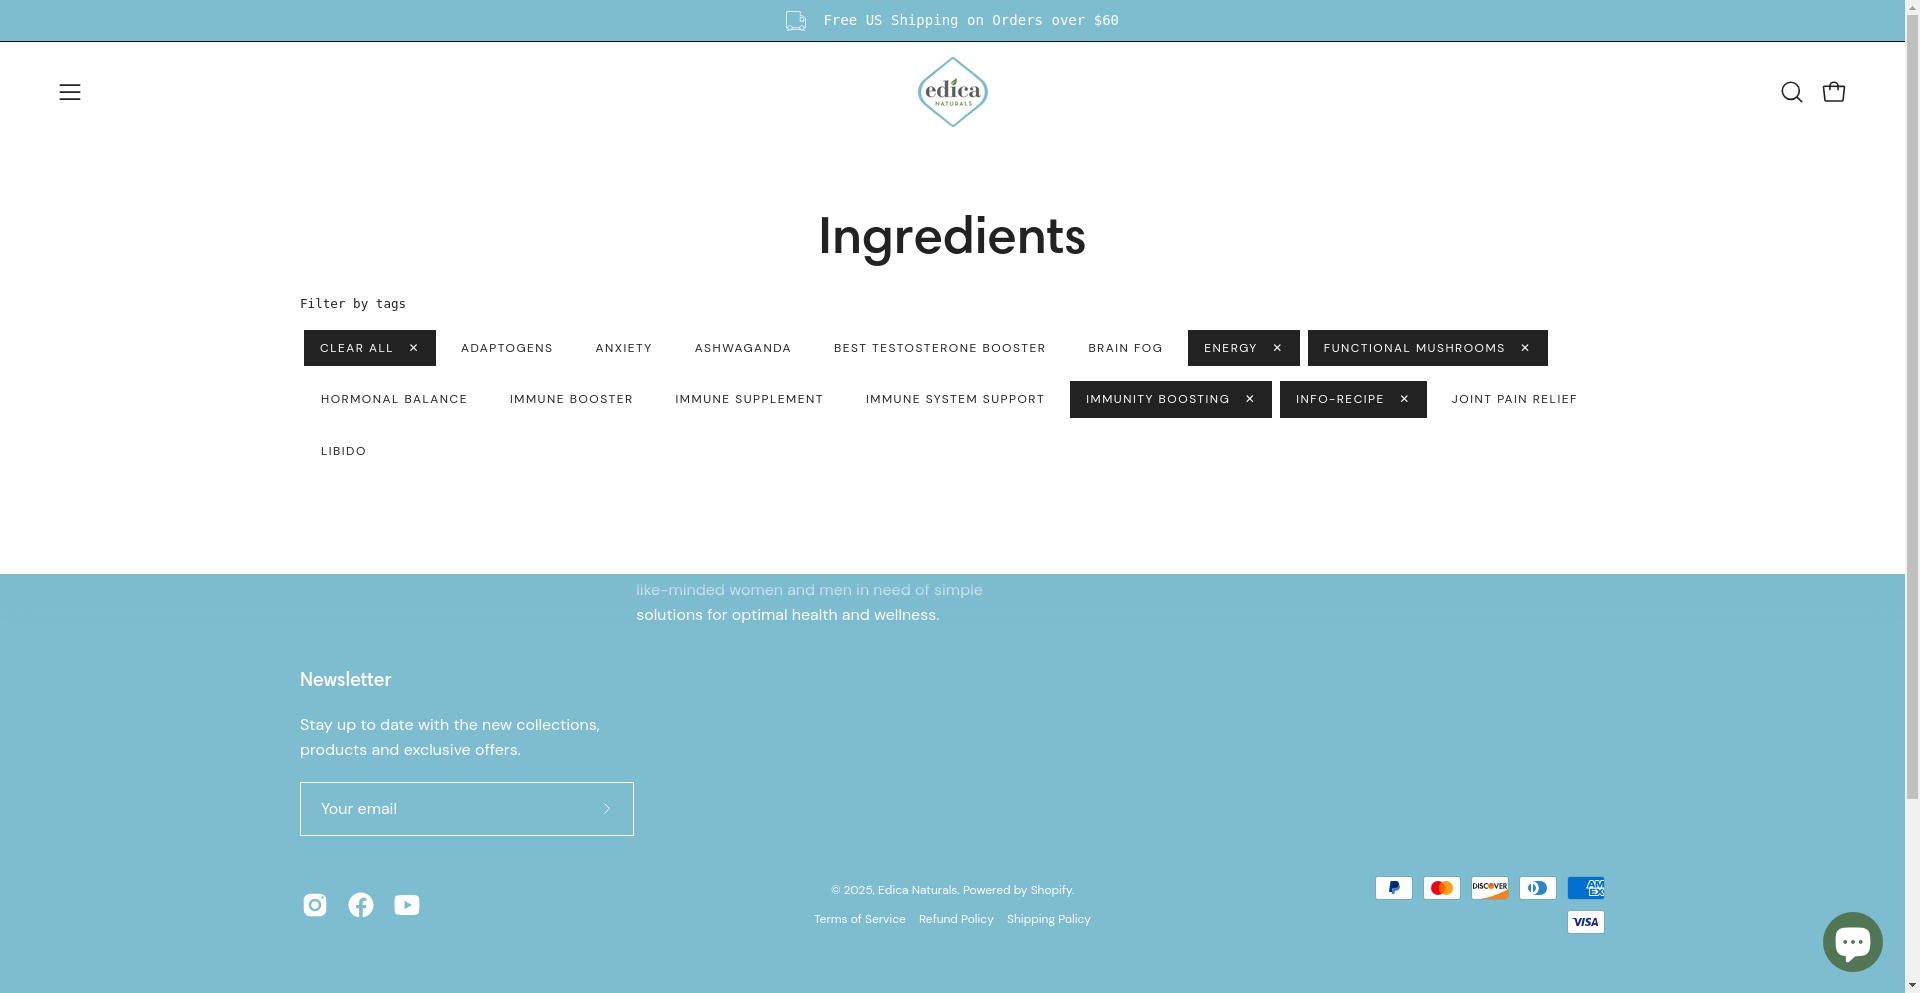 Free US Shipping on Orders over $60
edica
NATURALS
Ingredients
Filter by tags
CLEAR ALL ✕ ADAPTOGENS ANXIETY ASHWAGANDA BEST TESTOSTERONE BOOSTER BRAIN FOG ENERGY ✕ FUNCTIONAL MUSHROOMS ✕
HORMONAL BALANCE IMMUNE BOOSTER IMMUNE SUPPLEMENT IMMUNE SYSTEM SUPPORT IMMUNITY BOOSTING ✕ INFO-RECIPE ✕ JOINT PAIN RELIEF
LIBIDO
like-minded women and men in need of simple
solutions for optimal health and wellness.
Newsletter
Stay up to date with the new collections,
products and exclusive offers.
Your email
© 2025, Edica Naturals. Powered by Shopify.
Terms of Service Refund Policy Shipping Policy
DISCOVER
AM
EX
VISA